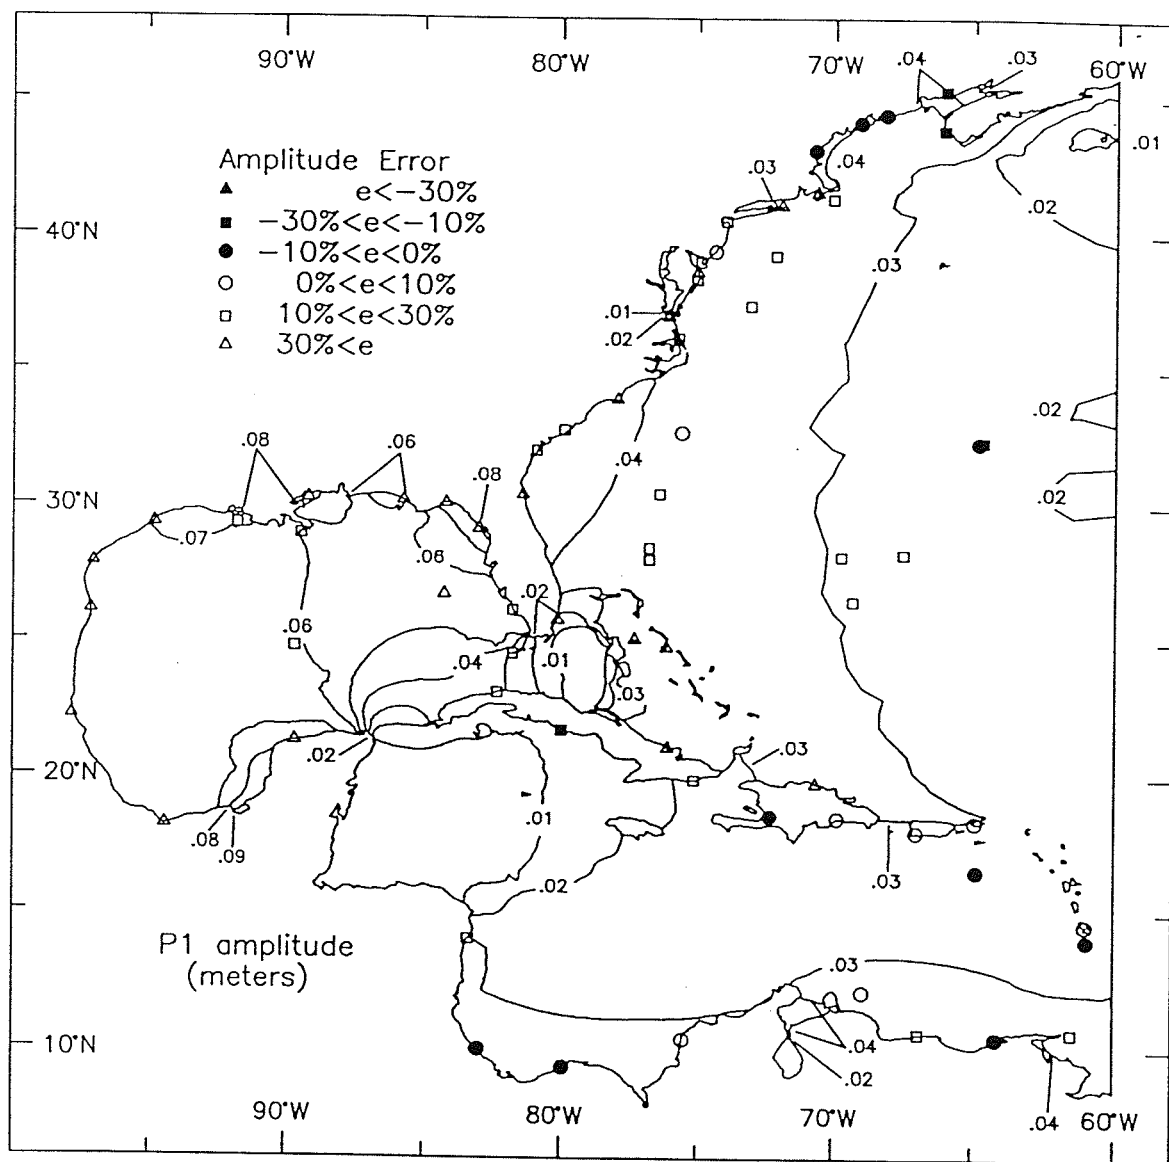 90°W
80°W
70°W
60°W
.04
.03
.01
Amplitude Error
e<-30%
-30%<e<-10%
-10%<e<0%
0%<e<10%
10%<e<30%
30%<e
.03
.04
.02
40°N
.03
.01
.02
.02
.04
.08
.06
.08
30°N
.02
.07
.06
.02
.06
.04
.01
.03
.02
.03
20°N
.01
.08
.09
.03
.02
P1 amplitude
(meters)
.03
10°N
.04
.02
90°W
80°W
70°W
60°W
.04